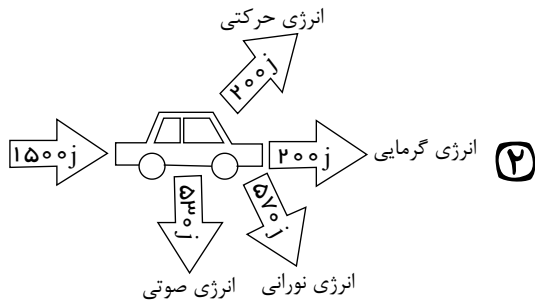 انرژی حرکتی
۲۰۰j
۱۵۰۰j
۲۰۰j
انرژی گرمایی
۲
۵۳۰j
۵۷۰j
انرژی صوتی
انرژی نورانی